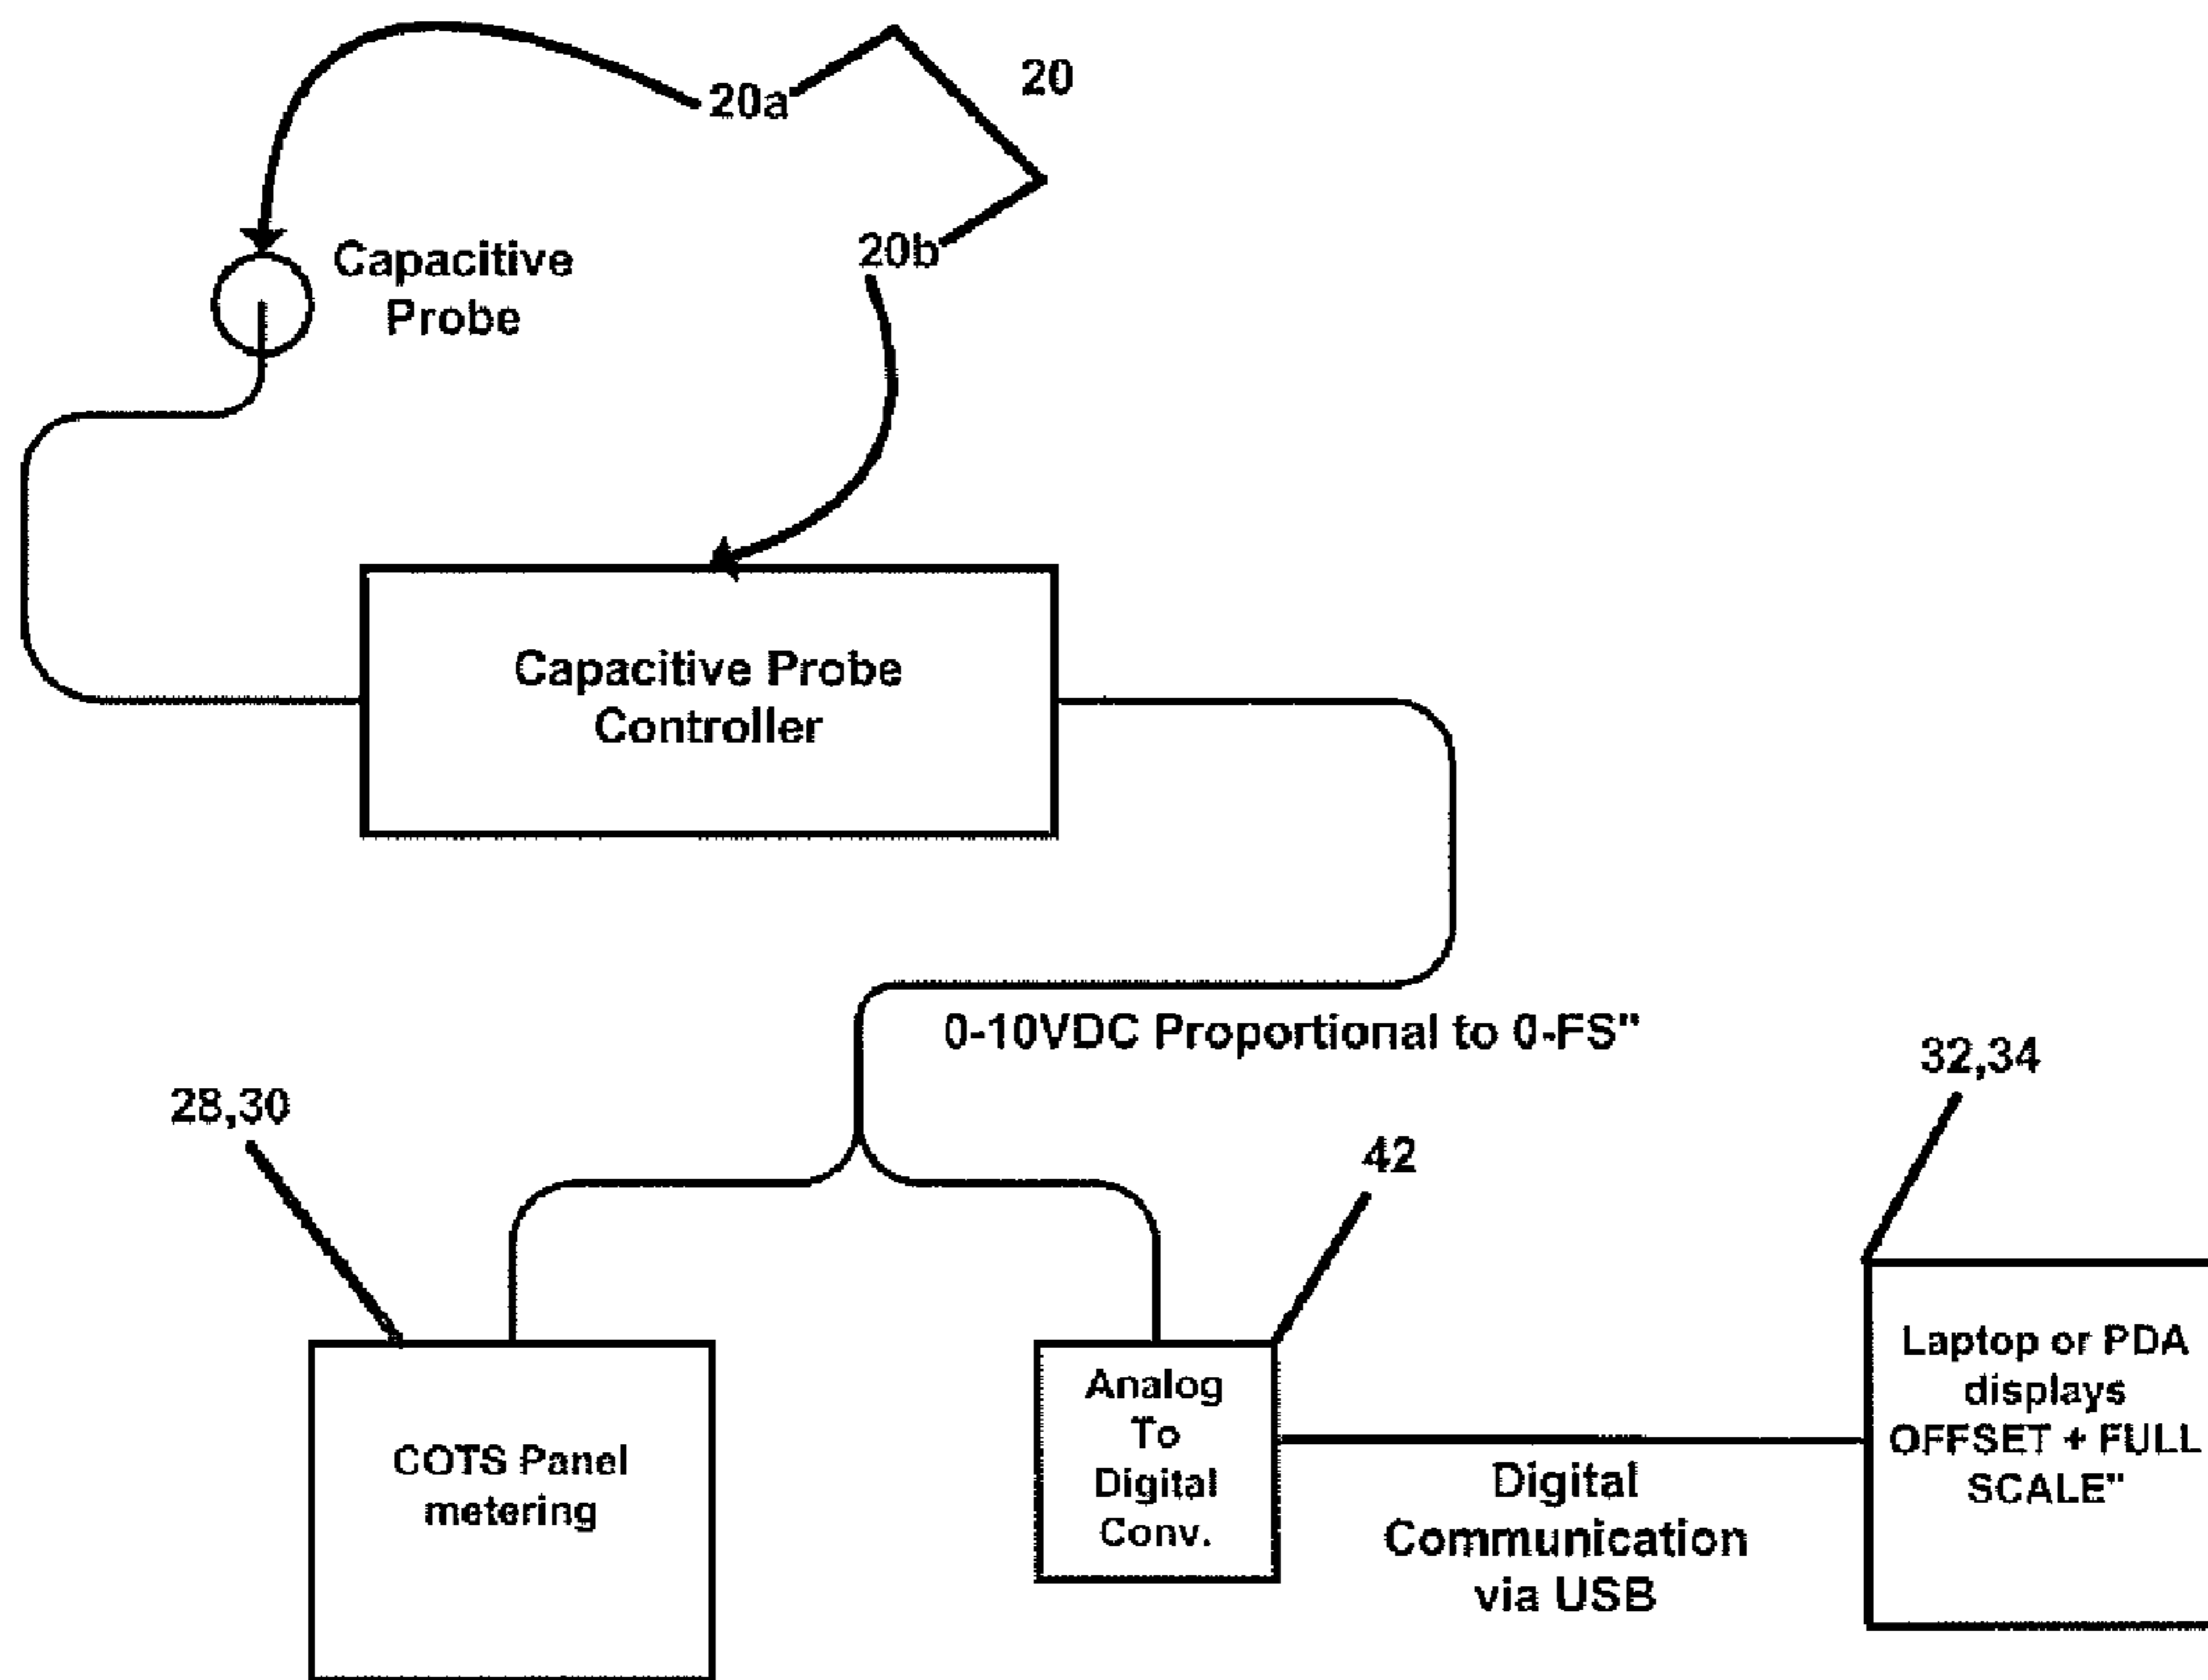 20
20a
20b
Capacitive
Probe
Capacitive Probe
Controller
0-10VDC Proportional to 0-FS"
32,34
28,30
42
COTS Panel
metering
Analog
To
Digital
Conv.
Digital
Communication
via USB
Laptop or PDA
displays
OFFSET + FULL
SCALE"